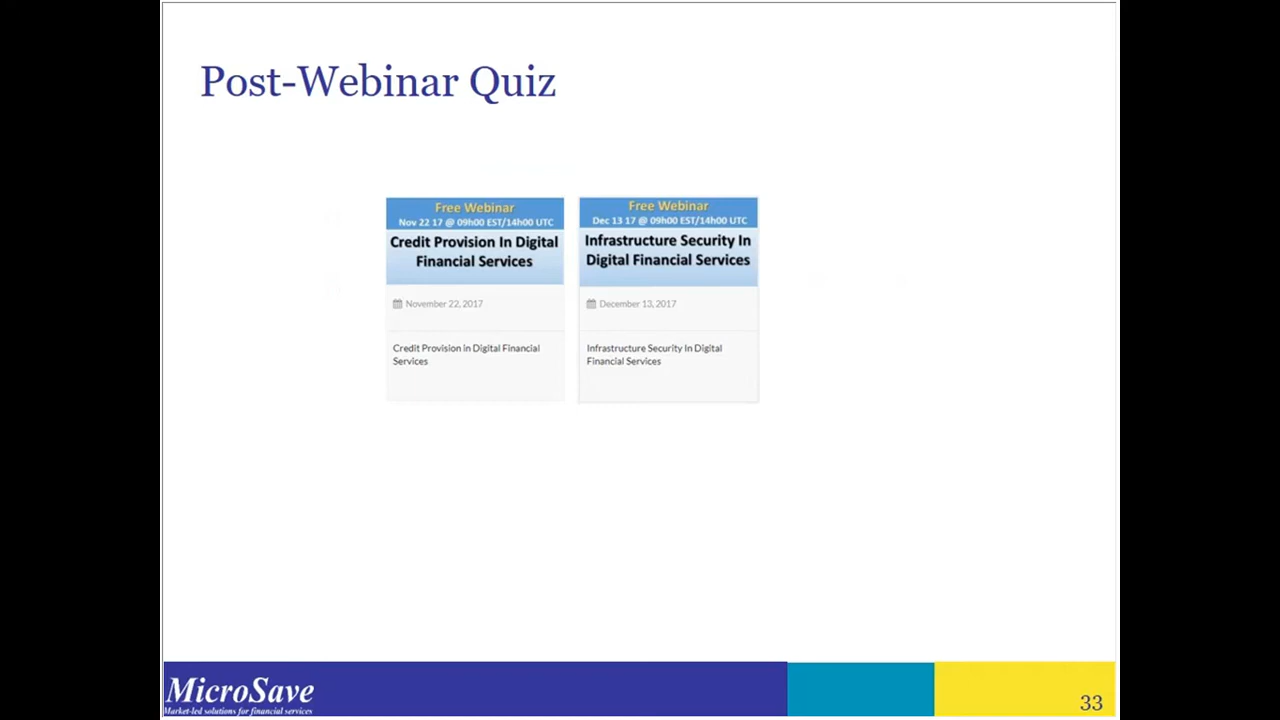 Post-Webinar Quiz
Free Webinar
Nov 22 17 @ 09h00 EST/14h00 UTC
Credit Provision In Digital
Financial Services
November 22, 2017
Credit Provision in Digital Financial
Services
Free Webinar
Dec 13 17 @ 09h00 EST/14h00 UTC
Infrastructure Security In
Digital Financial Services
December 13, 2017
Infrastructure Security In Digital
Financial Services
MicroSave
Market-led solutions for financial services
33